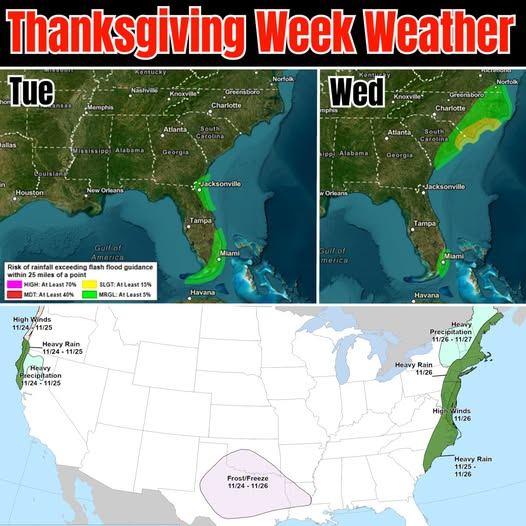 Thanksgiving Week Weather
Tue
Missouri
Kentucky
Norfolk
Nashville
Knoxville
Greensboro
Memphis
Charlotte
Atlanta
South
Carolina
Mississippi
Alabama
Georgia
Louisiana
Jacksonville
Houston
New Orleans
Tampa
Gulf of
America
Miami
Havana
Risk of rainfall exceeding flash flood guidance
within 25 miles of a point
HIGH: At Least 70%
SLGT: At Least 15%
MDT: At Least 40%
MRGL: At Least 5%
Wed
Kentucky
Richmond
Norfolk
Knoxville
Greensboro
Charlotte
Atlanta
South
Carolina
Alabama
Georgia
Jacksonville
Orleans
Tampa
Gulf of
America
Miami
Havana
High Winds
11/24 - 11/25
Heavy Rain
11/24 - 11/25
Heavy
Precipitation
11/24 - 11/25
Heavy
Precipitation
11/26 - 11/27
Heavy Rain
11/26
High Winds
11/26
Heavy Rain
11/25 -
11/26
Frost/Freeze
11/24 - 11/26